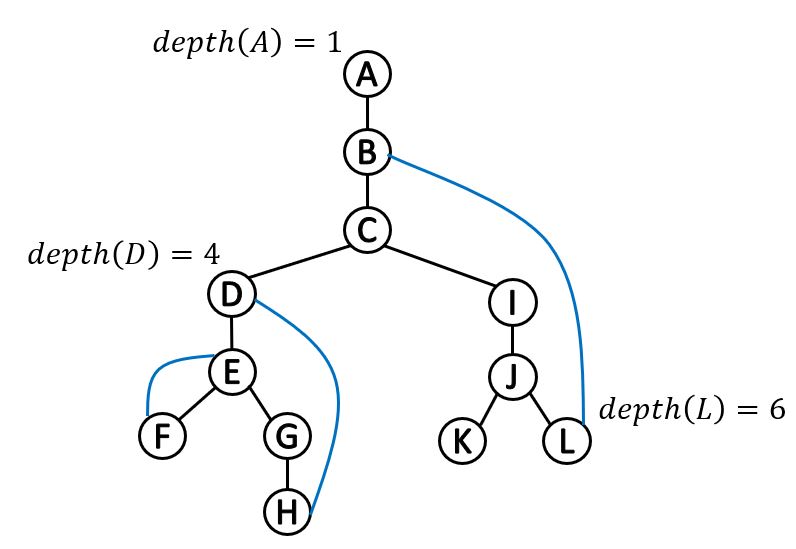 depth(A) = 1
A
B
C
depth(D) = 4
D
I
E
J
depth(L) = 6
F
G
K
L
H